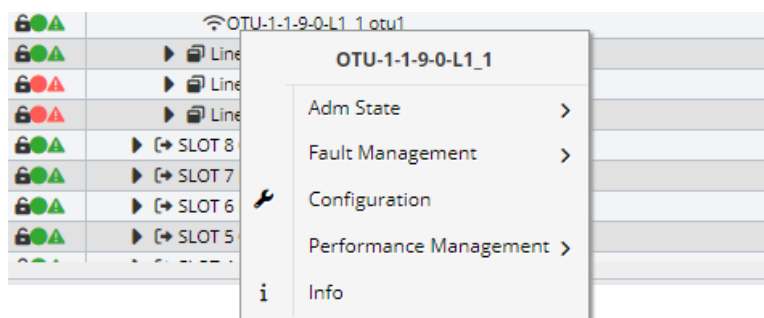 OTU-1-1-9-0-L1_1 otu1
Line
OTU-1-1-9-0-L1_1
Line
Line
Adm State
SLOT 8
Fault Management
SLOT 7
SLOT 6
Configuration
SLOT 5
Performance Management
i Info